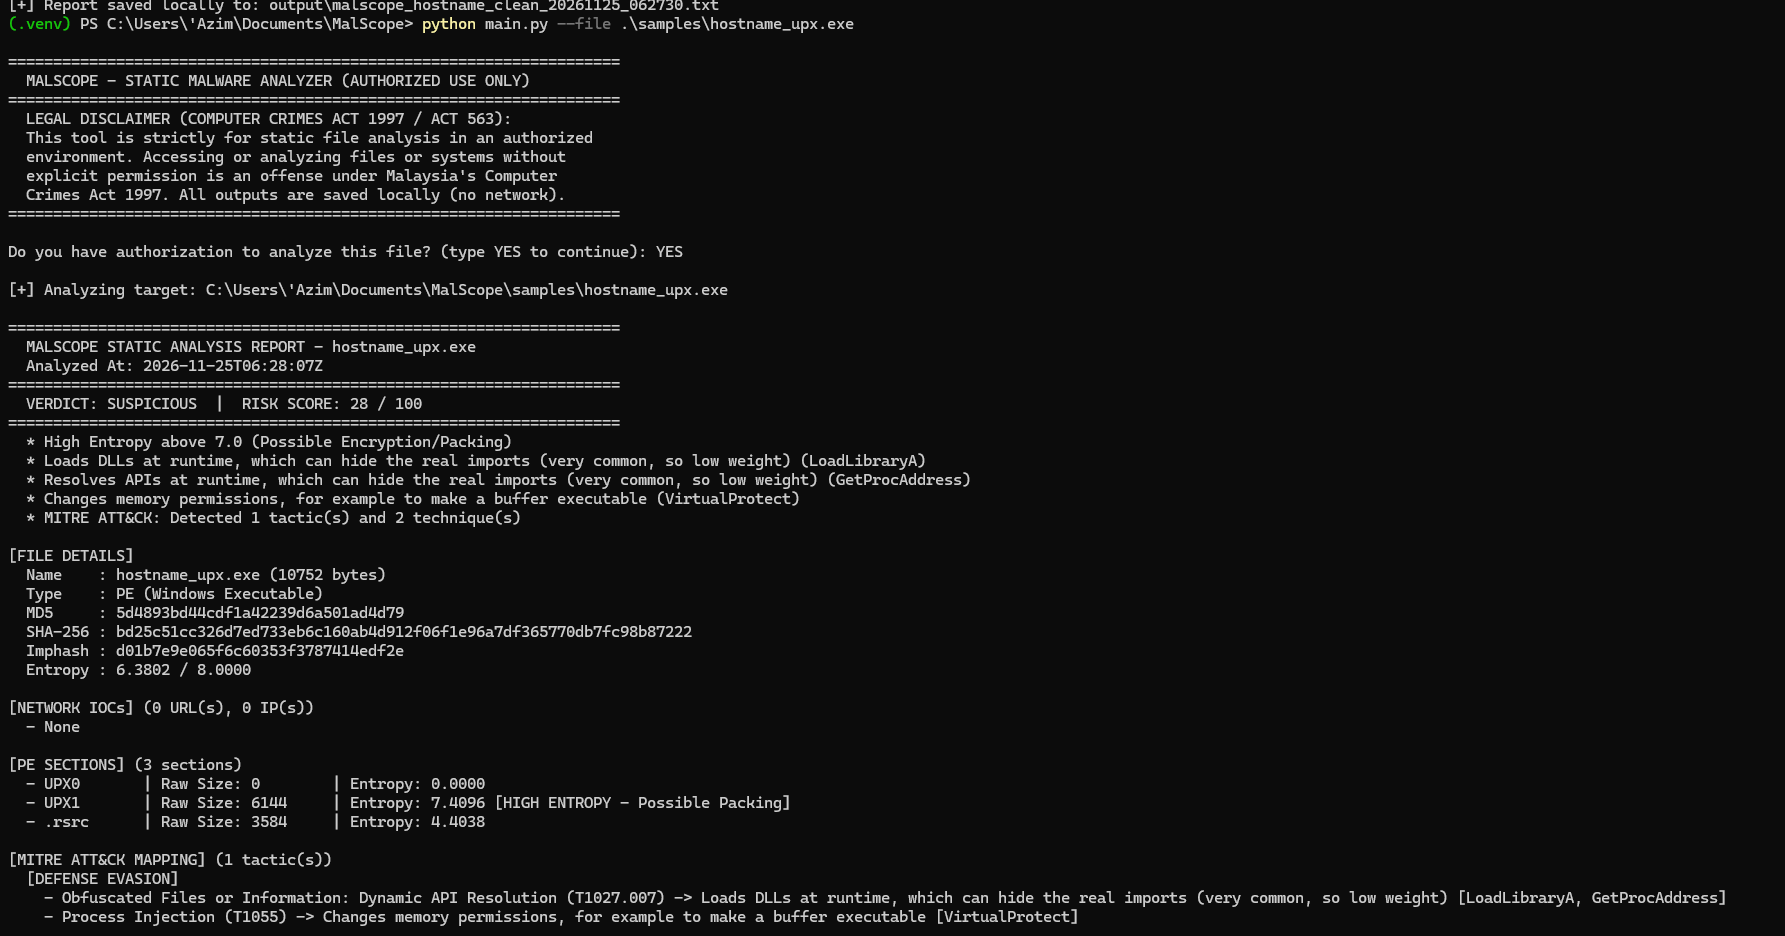 [+] Report saved locally to: output\malscope_hostname_clean_20261125_062730.txt
(.venv) PS C:\Users\'Azim\Documents\MalScope> python main.py --file .\samples\hostname_upx.exe
====================================================================
  MALSCOPE - STATIC MALWARE ANALYZER (AUTHORIZED USE ONLY)
====================================================================
  LEGAL DISCLAIMER (COMPUTER CRIMES ACT 1997 / ACT 563):
  This tool is strictly for static file analysis in an authorized
  environment. Accessing or analyzing files or systems without
  explicit permission is an offense under Malaysia's Computer
  Crimes Act 1997. All outputs are saved locally (no network).
====================================================================
Do you have authorization to analyze this file? (type YES to continue): YES
[+] Analyzing target: C:\Users\'Azim\Documents\MalScope\samples\hostname_upx.exe
====================================================================
  MALSCOPE STATIC ANALYSIS REPORT - hostname_upx.exe
  Analyzed At: 2026-11-25T06:28:07Z
====================================================================
  VERDICT: SUSPICIOUS  |  RISK SCORE: 28 / 100
====================================================================
  * High Entropy above 7.0 (Possible Encryption/Packing)
  * Loads DLLs at runtime, which can hide the real imports (very common, so low weight) (LoadLibraryA)
  * Resolves APIs at runtime, which can hide the real imports (very common, so low weight) (GetProcAddress)
  * Changes memory permissions, for example to make a buffer executable (VirtualProtect)
  * MITRE ATT&CK: Detected 1 tactic(s) and 2 technique(s)
[FILE DETAILS]
  Name    : hostname_upx.exe (10752 bytes)
  Type    : PE (Windows Executable)
  MD5     : 5d4893bd44cdf1a42239d6a501ad4d79
  SHA-256 : bd25c51cc326d7ed733eb6c160ab4d912f06f1e96a7df365770db7fc98b87222
  Imphash : d01b7e9e065f6c60353f3787414edf2e
  Entropy : 6.3802 / 8.0000
[NETWORK IOCs] (0 URL(s), 0 IP(s))
  - None
[PE SECTIONS] (3 sections)
  - UPX0       | Raw Size: 0        | Entropy: 0.0000
  - UPX1       | Raw Size: 6144     | Entropy: 7.4096 [HIGH ENTROPY - Possible Packing]
  - .rsrc      | Raw Size: 3584     | Entropy: 4.4038
[MITRE ATT&CK MAPPING] (1 tactic(s))
  [DEFENSE EVASION]
    - Obfuscated Files or Information: Dynamic API Resolution (T1027.007) -> Loads DLLs at runtime, which can hide the real imports (very common, so low weight) [LoadLibraryA, GetProcAddress]
    - Process Injection (T1055) -> Changes memory permissions, for example to make a buffer executable [VirtualProtect]